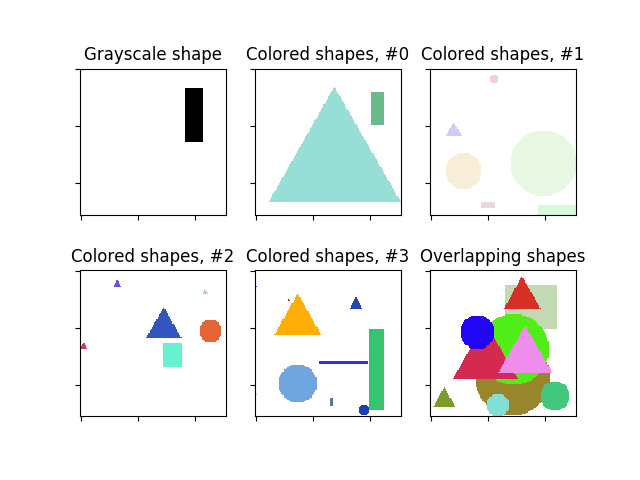 Grayscale shape
Colored shapes, #0
Colored shapes, #1
Colored shapes, #2
Colored shapes, #3
Overlapping shapes